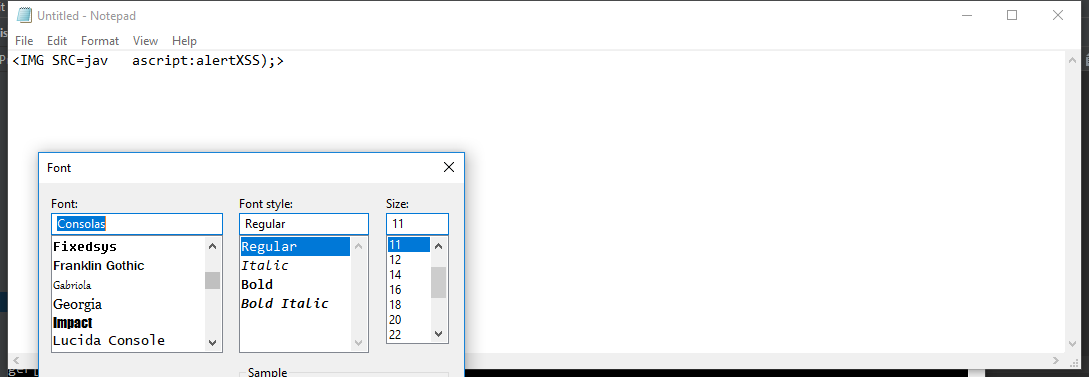 Untitled - Notepad
File Edit Format View Help
<IMG SRC=jav   ascript:alertXSS);>
Font
Font: Font style: Size:
Consolas Regular 11
Fixedsys Regular 11
Franklin Gothic Italic 12
Gabriola Bold 14
Georgia Bold Italic 16
Impact 18
Lucida Console 20
22
Sample